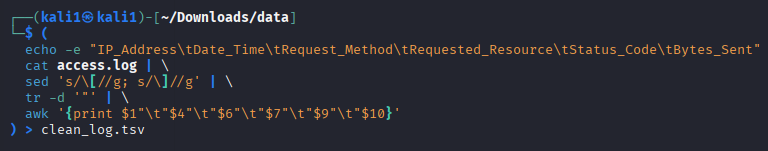 ┌──(kali1㉿kali1)-[~/Downloads/data]
└─$ (
echo -e "IP_Address\tDate_Time\tRequest_Method\tRequested_Resource\tStatus_Code\tBytes_Sent"
cat access.log | \
sed 's/\[//g; s/\]//g' | \
tr -d '"' | \
awk '{print $1"\t"$4"\t"$6"\t"$7"\t"$9"\t"$10}'
) > clean_log.tsv